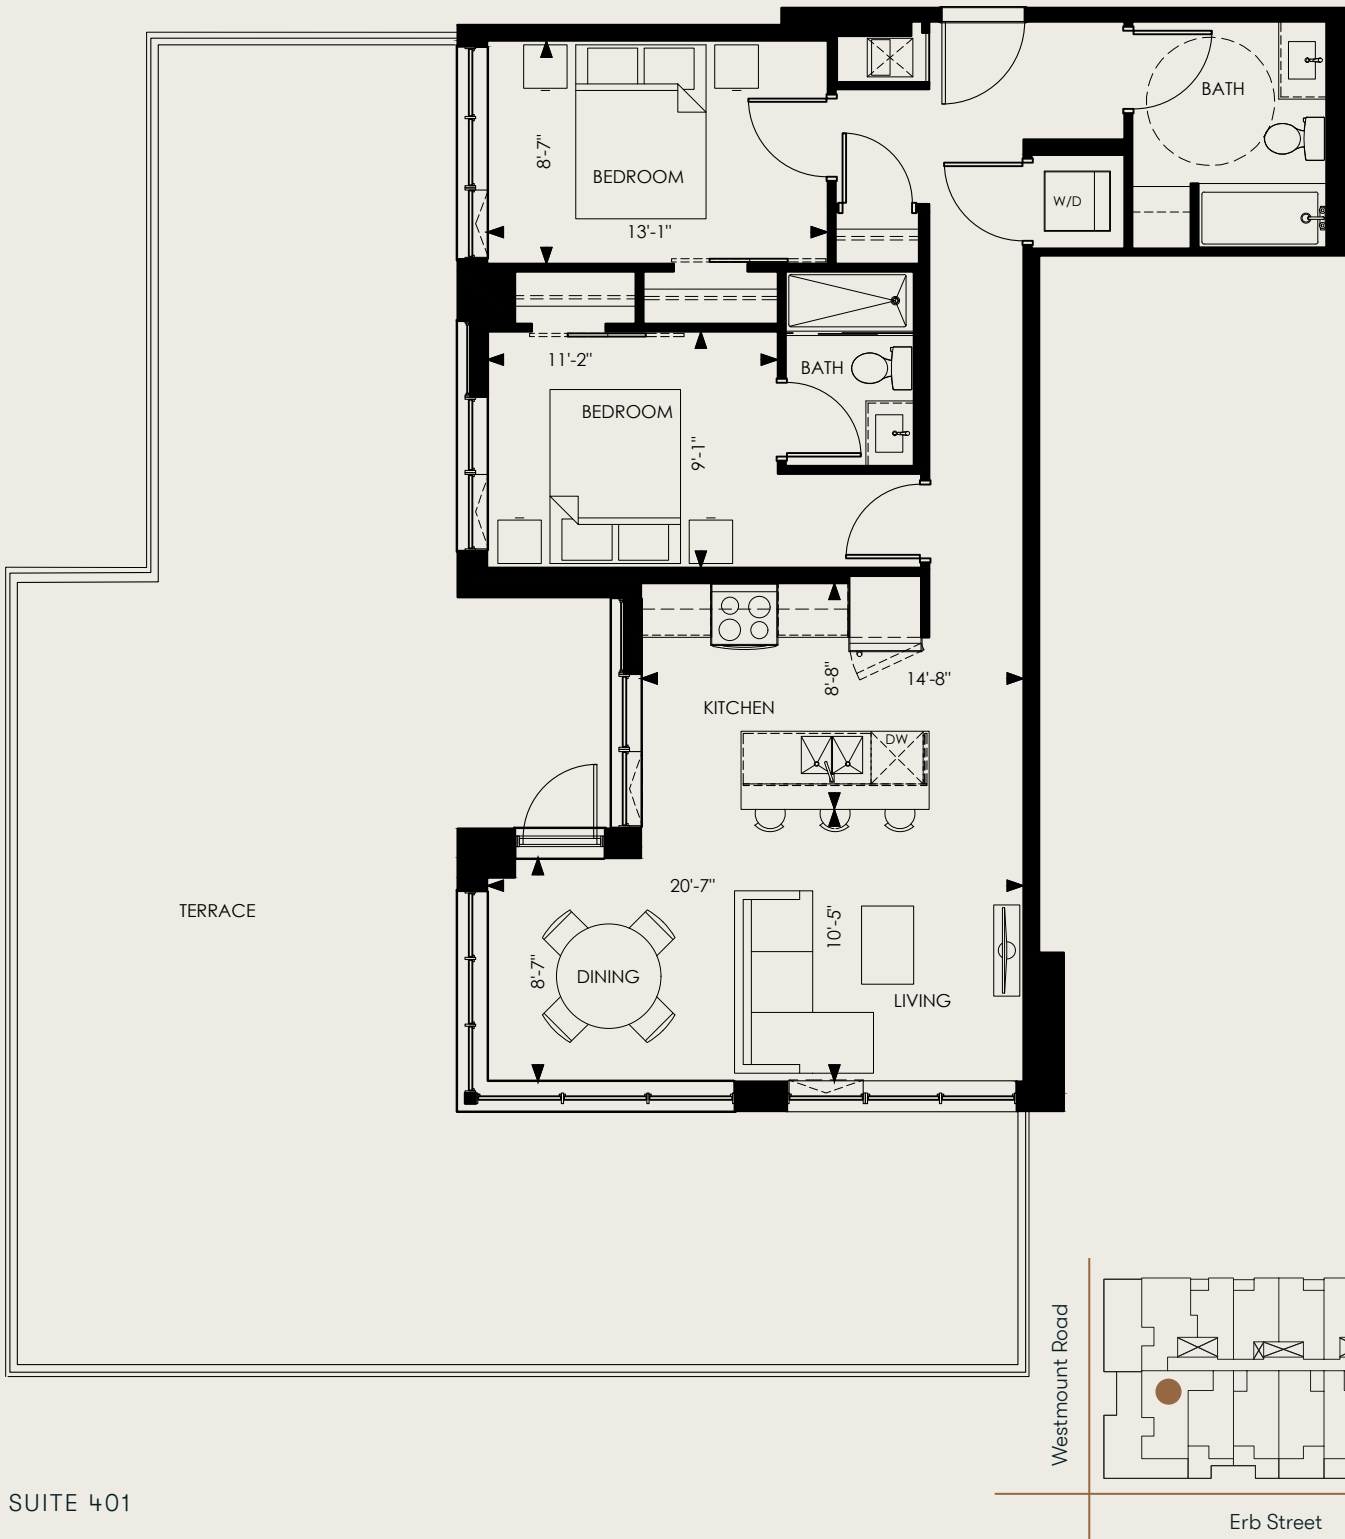 BATH
8'-7"
BEDROOM
W/D
13'-1"
11'-2"
BATH
BEDROOM
9'-1"
8'-8"
14'-8"
KITCHEN
DW
20'-7"
TERRACE
10'-5"
8'-7"
DINING
LIVING
Westmount Road
SUITE 401
Erb Street